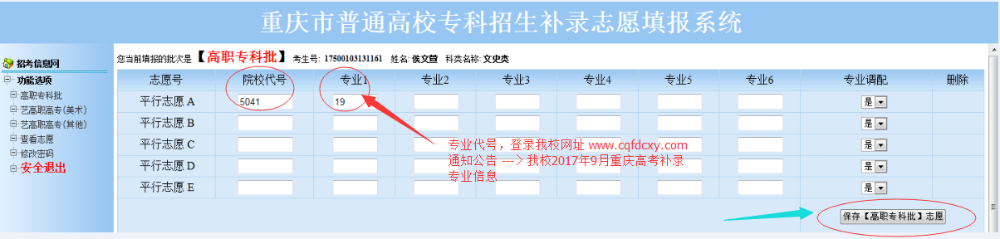 重庆市普通高校专科招生补录志愿填报系统
招考信息网
功能选项
高职专科批
艺高职高专(美术)
艺高职高专(其他)
查看志愿
修改密码
安全退出
您当前填报的批次是【高职专科批】 考生号: 17500103131161 姓名: 侯文萱 科类名称: 文史类
志愿号 院校代号 专业1 专业2 专业3 专业4 专业5 专业6 专业调配 删除
平行志愿 A 5041 19 是
平行志愿 B 是
平行志愿 C 是
平行志愿 D 是
平行志愿 E 是
专业代号，登录我校网址 www.cqfdcxy.com
通知公告 ---> 我校2017年9月重庆高考补录
专业信息
保存【高职专科批】志愿